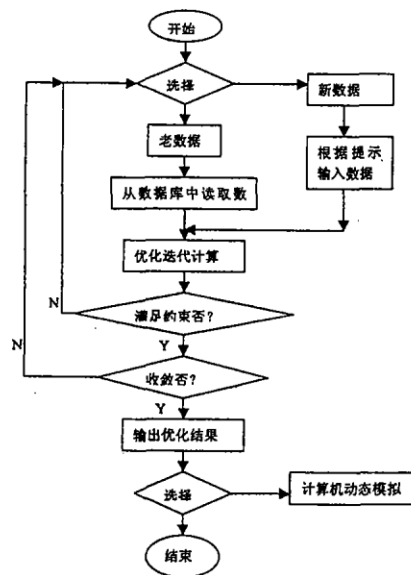 开始
选择
新数据
老数据
根据提示
输入数据
从数据库中读取数
优化迭代计算
满足约束否?
N
Y
N
收敛否?
Y
输出优化结果
选择
计算机动态模拟
结束